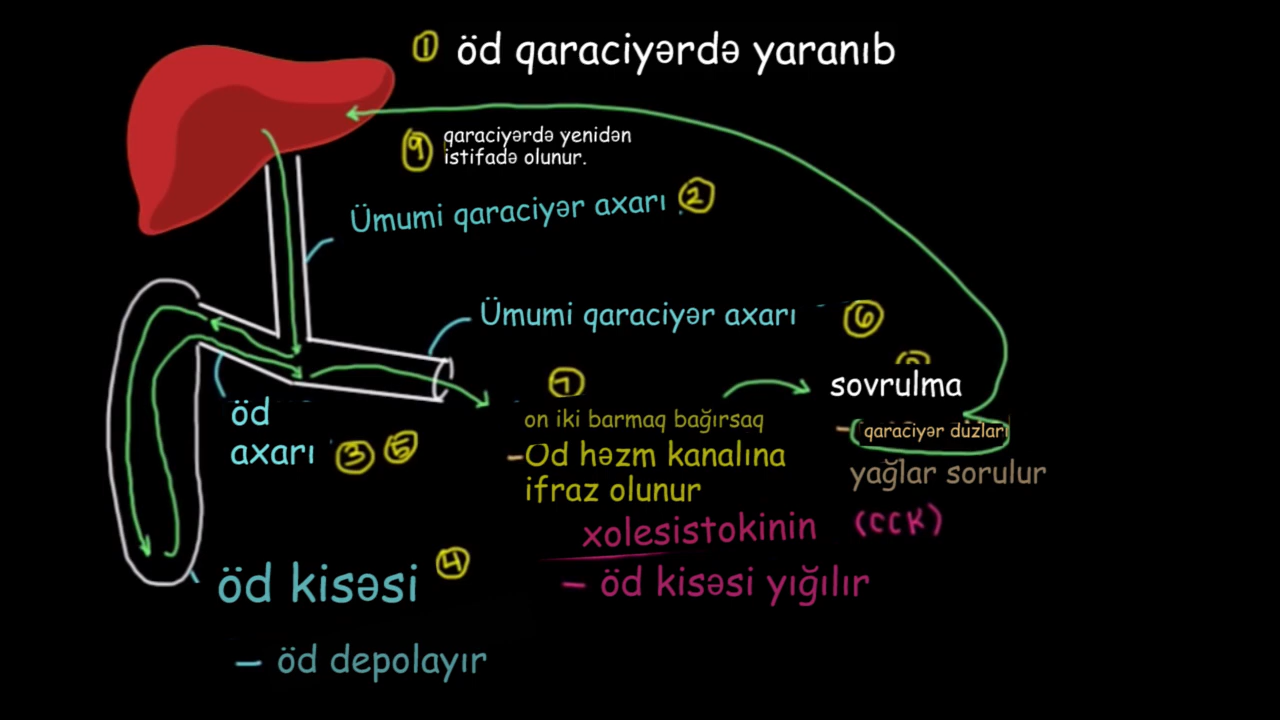 ① öd qaraciyərdə yaranıb
⑨ qaraciyərdə yenidən
istifadə olunur.
Ümumi qaraciyər axarı ②
Ümumi qaraciyər axarı ⑥
⑦
sovrulma
öd
axarı ③ ⑤
on iki barmaq bağırsaq
- qaraciyər duzları
-Od həzm kanalına
ifraz olunur
yağlar sorulur
xolesistokinin (CCK)
öd kisəsi ④
- öd kisəsi yığılır
- öd depolayır